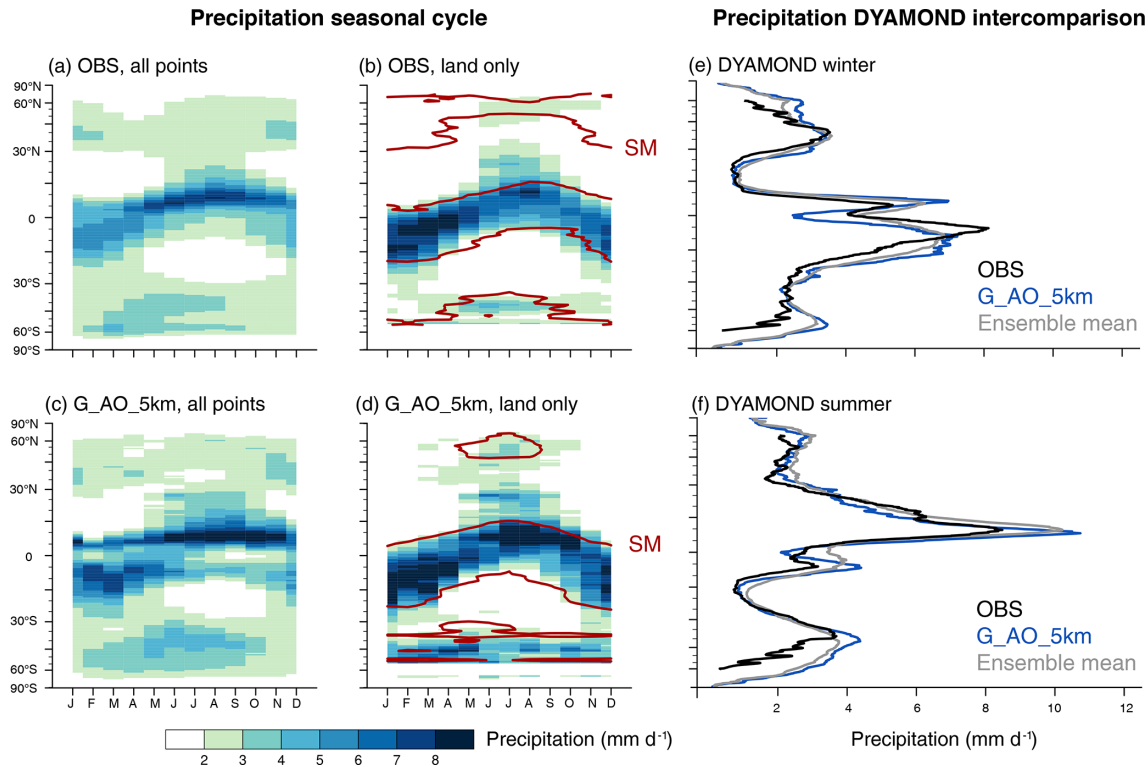 Precipitation seasonal cycle
Precipitation DYAMOND intercomparison
(a) OBS, all points
(b) OBS, land only
(e) DYAMOND winter
90°N
60°N
30°N
0
30°S
60°S
90°S
SM
OBS
G_AO_5km
Ensemble mean
(c) G_AO_5km, all points
(d) G_AO_5km, land only
(f) DYAMOND summer
90°N
60°N
30°N
0
30°S
60°S
90°S
SM
OBS
G_AO_5km
Ensemble mean
J F M A M J J A S O N D
J F M A M J J A S O N D
2 4 6 8 10 12
Precipitation (mm d⁻¹)
Precipitation (mm d⁻¹)
2 3 4 5 6 7 8